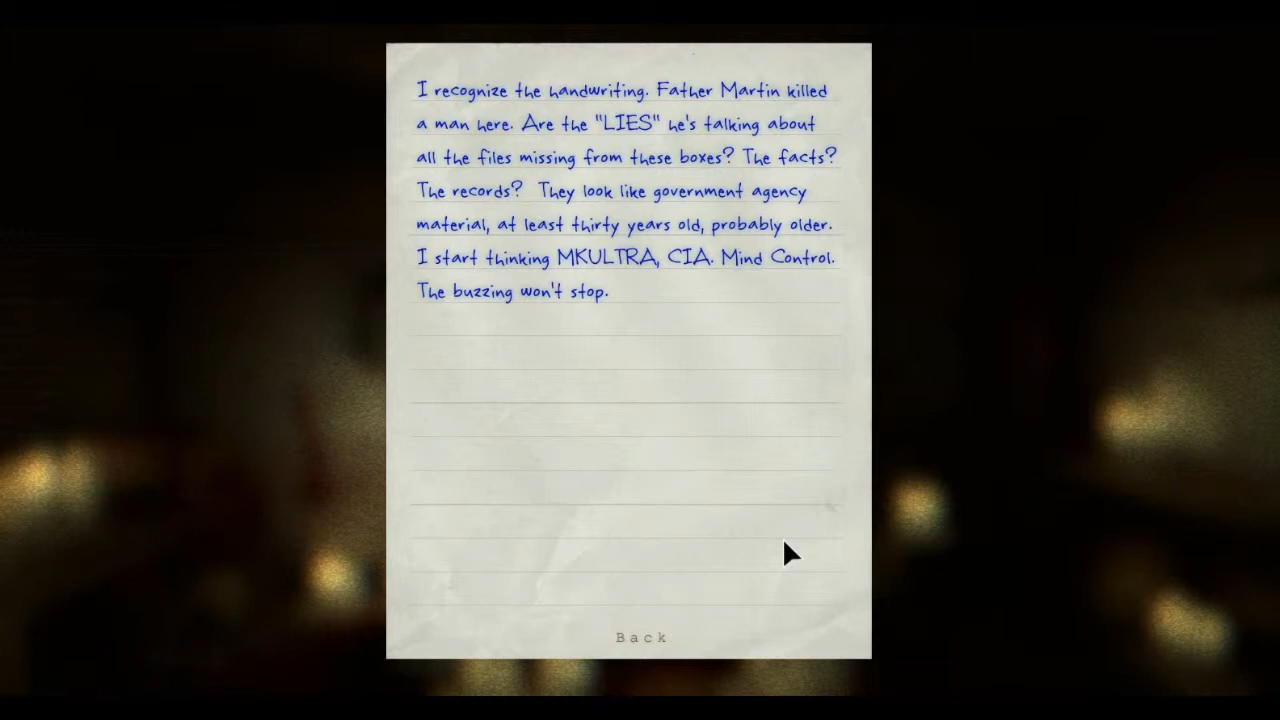 I recognize the handwriting. Father Martin killed
a man here. Are the "LIES" he's talking about
all the files missing from these boxes? The facts?
The records? They look like government agency
material, at least thirty years old, probably older.
I start thinking MKULTRA, CIA. Mind Control.
The buzzing won't stop.
Back